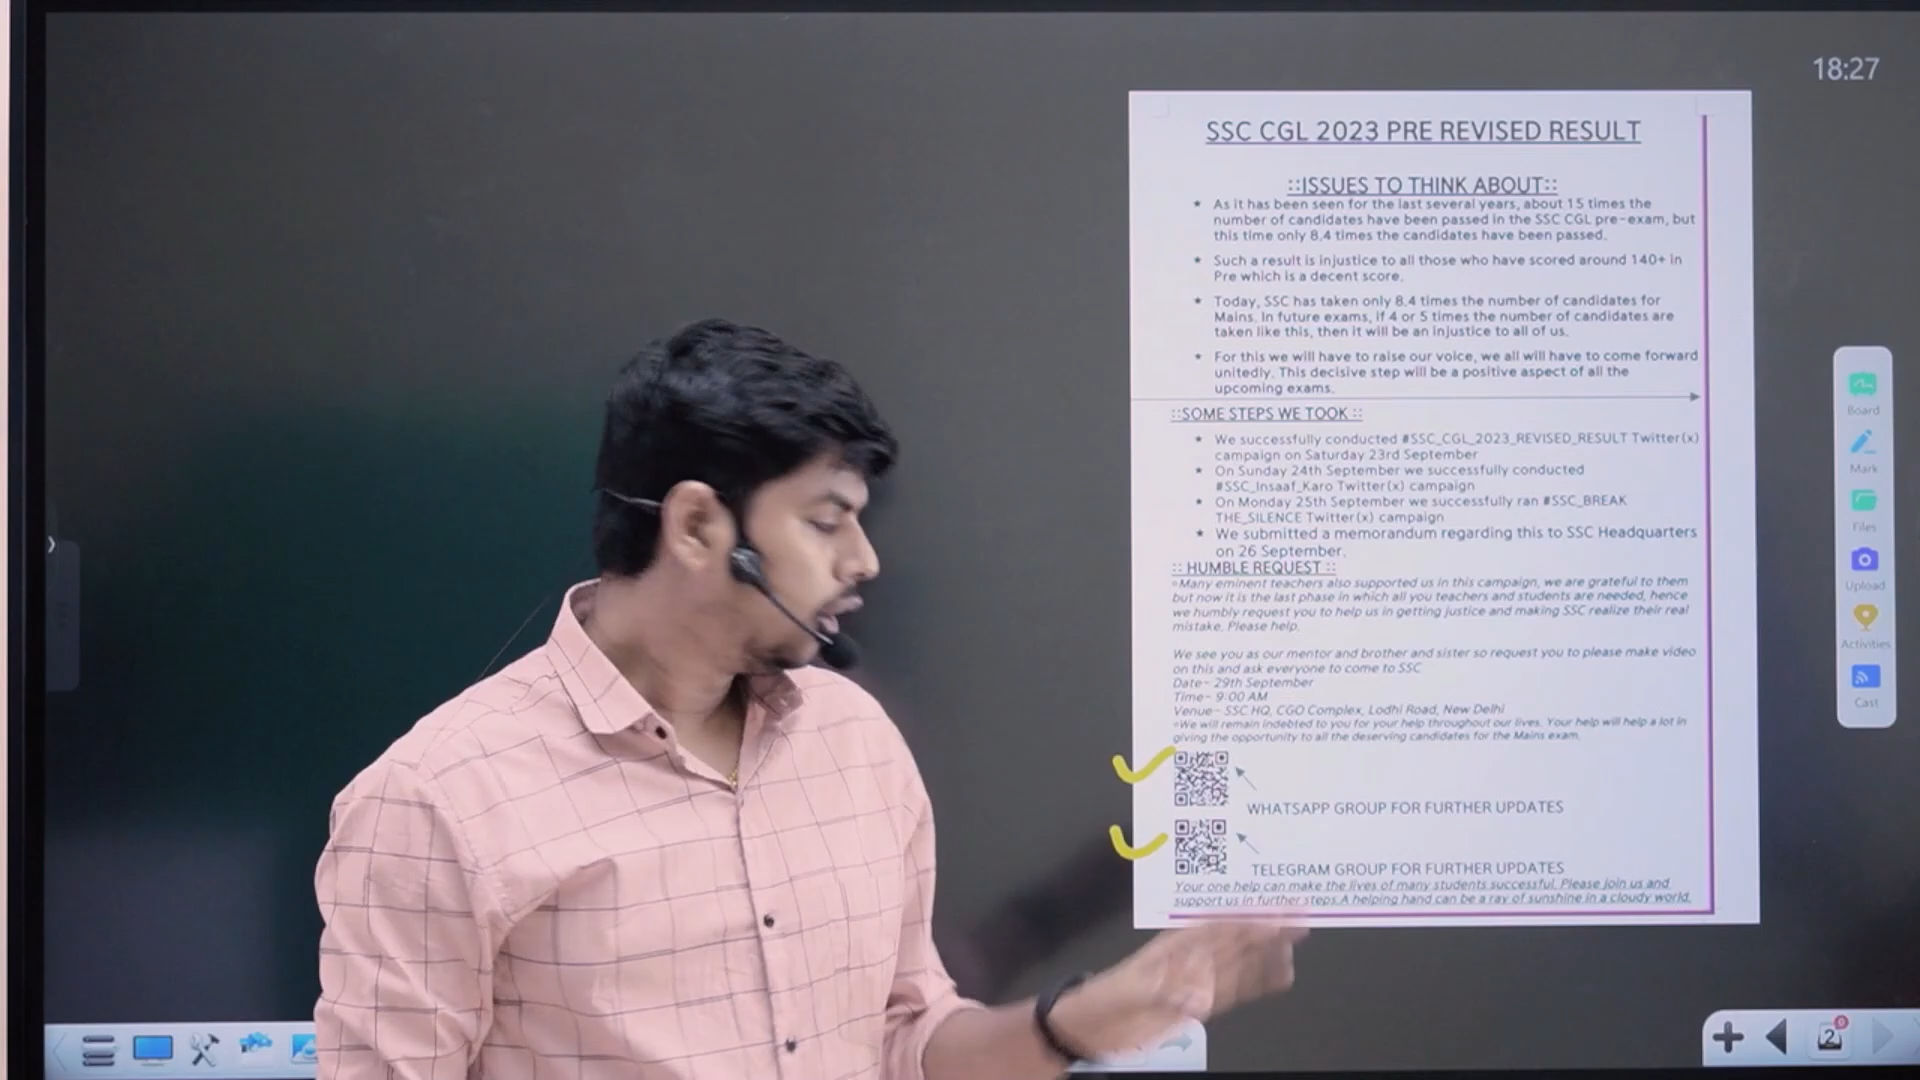 18:27
SSC CGL 2023 PRE REVISED RESULT
::ISSUES TO THINK ABOUT::
* As it has been seen for the last several years, about 15 times the
number of candidates have been passed in the SSC CGL pre-exam, but
this time only 8.4 times the candidates have been passed.
* Such a result is injustice to all those who have scored around 140+ in
Pre which is a decent score.
* Today, SSC has taken only 8.4 times the number of candidates for
Mains. In future exams, if 4 or 5 times the number of candidates are
taken like this, then it will be an injustice to all of us.
* For this we will have to raise our voice, we all will have to come forward
unitedly. This decisive step will be a positive aspect of all the
upcoming exams.
::SOME STEPS WE TOOK ::
* We successfully conducted #SSC_CGL_2023_REVISED_RESULT Twitter(x)
campaign on Saturday 23rd September
* On Sunday 24th September we successfully conducted
#SSC_Insaaf_Karo Twitter(x) campaign
* On Monday 25th September we successfully ran #SSC_BREAK
THE_SILENCE Twitter(x) campaign
* We submitted a memorandum regarding this to SSC Headquarters
on 26 September.
:: HUMBLE REQUEST ::
*Many eminent teachers also supported us in this campaign, we are grateful to them
but now it is the last phase in which all you teachers and students are needed, hence
we humbly request you to help us in getting justice and making SSC realize their real
mistake. Please help.
We see you as our mentor and brother and sister so request you to please make video
on this and ask everyone to come to SSC
Date- 29th September
Time- 9:00 AM
Venue- SSC HQ, CGO Complex, Lodhi Road, New Delhi
*We will remain indebted to you for your help throughout our lives. Your help will help a lot in
giving the opportunity to all the deserving candidates for the Mains exam.
WHATSAPP GROUP FOR FURTHER UPDATES
TELEGRAM GROUP FOR FURTHER UPDATES
Your one help can make the lives of many students successful. Please join us and
support us in further steps.A helping hand can be a ray of sunshine in a cloudy world.
Board
Mark
Files
Upload
Activities
Cast
2
0